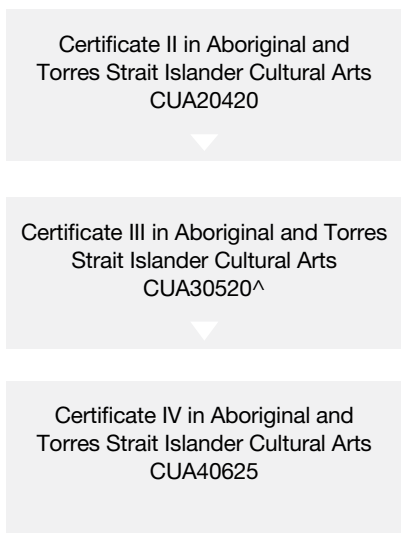 Certificate II in Aboriginal and
Torres Strait Islander Cultural Arts
CUA20420
Certificate III in Aboriginal and Torres
Strait Islander Cultural Arts
CUA30520^
Certificate IV in Aboriginal and
Torres Strait Islander Cultural Arts
CUA40625